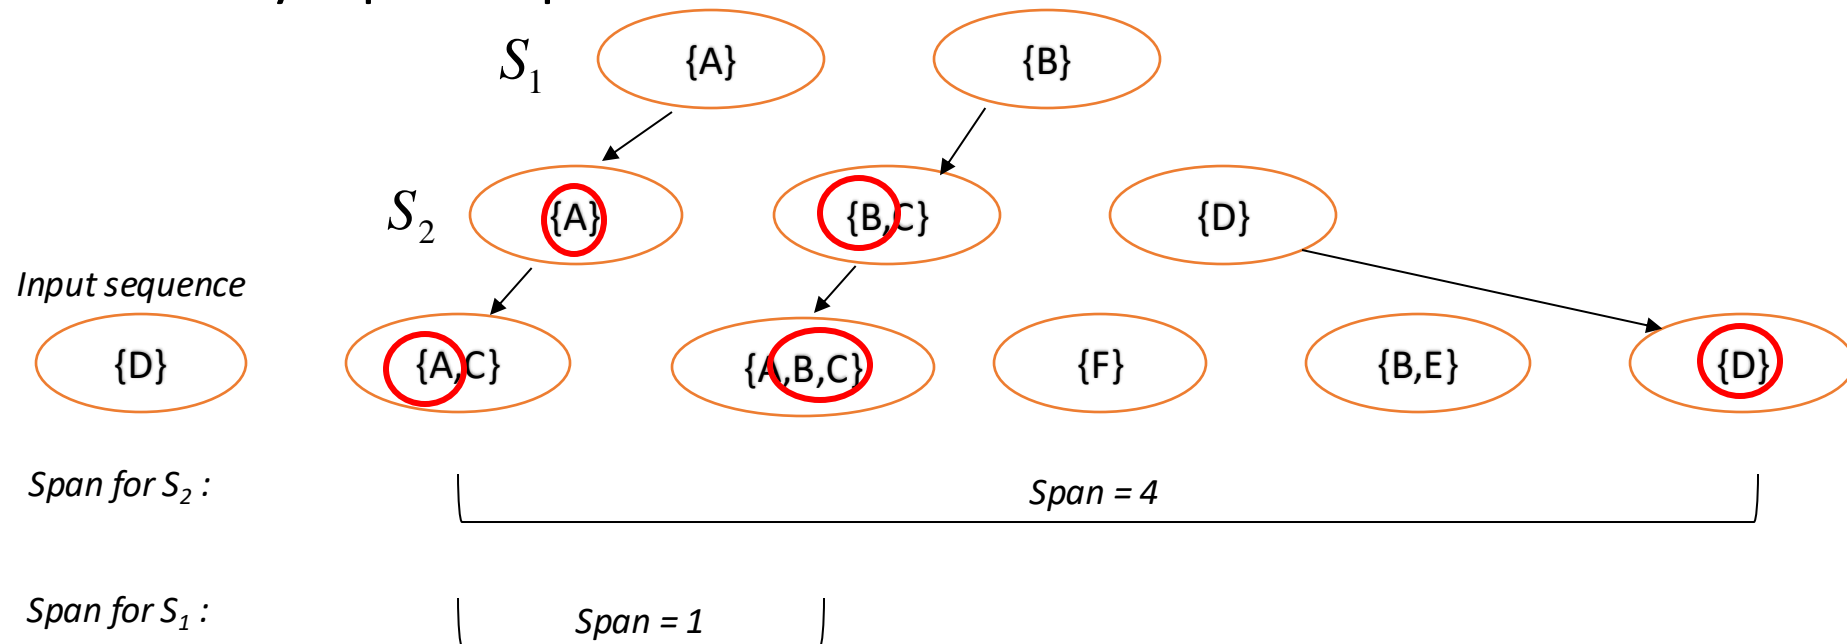 S1 {A} {B}
S2 {A} {B,C} {D}
Input sequence
{D} {A,C} {A,B,C} {F} {B,E} {D}
Span for S2 : Span = 4
Span for S1 : Span = 1